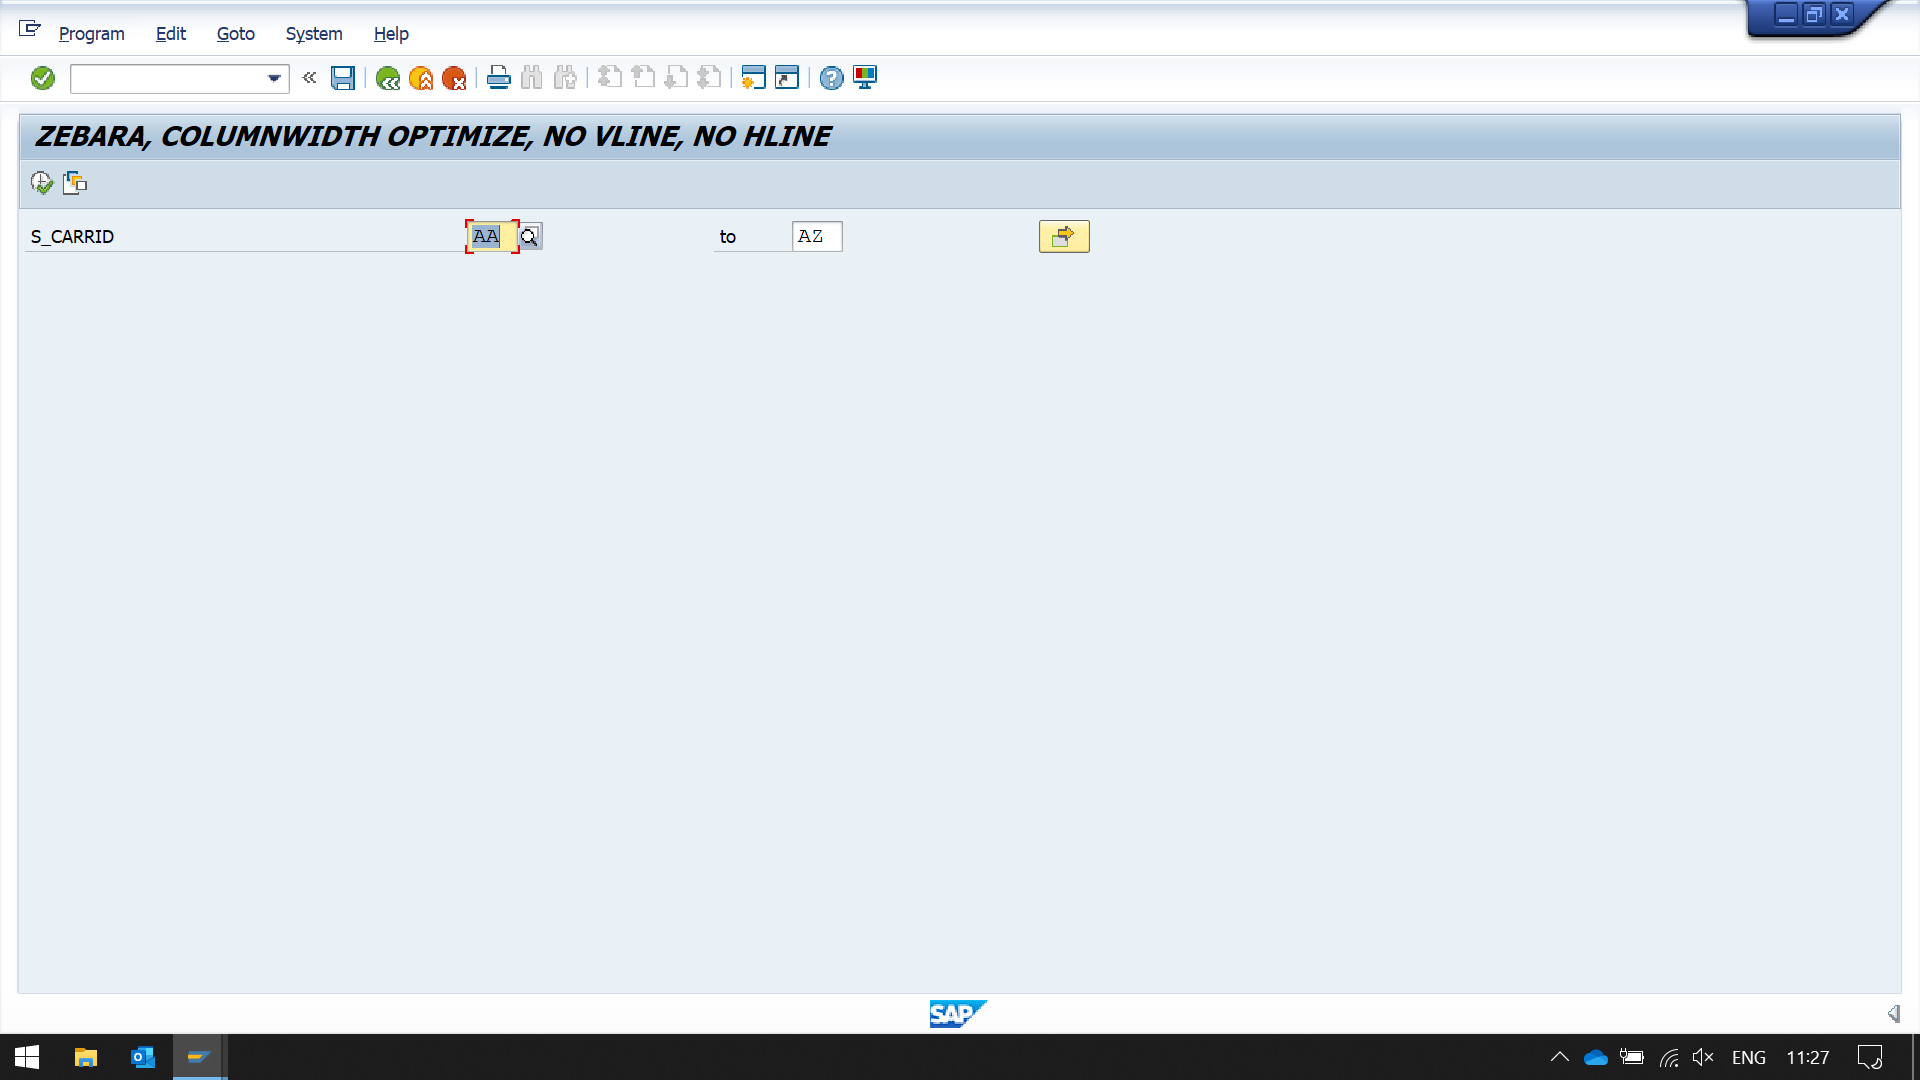 Program Edit Goto System Help
ZEBARA, COLUMNWIDTH OPTIMIZE, NO VLINE, NO HLINE
S_CARRID AA to AZ
SAP
ENG 11:27